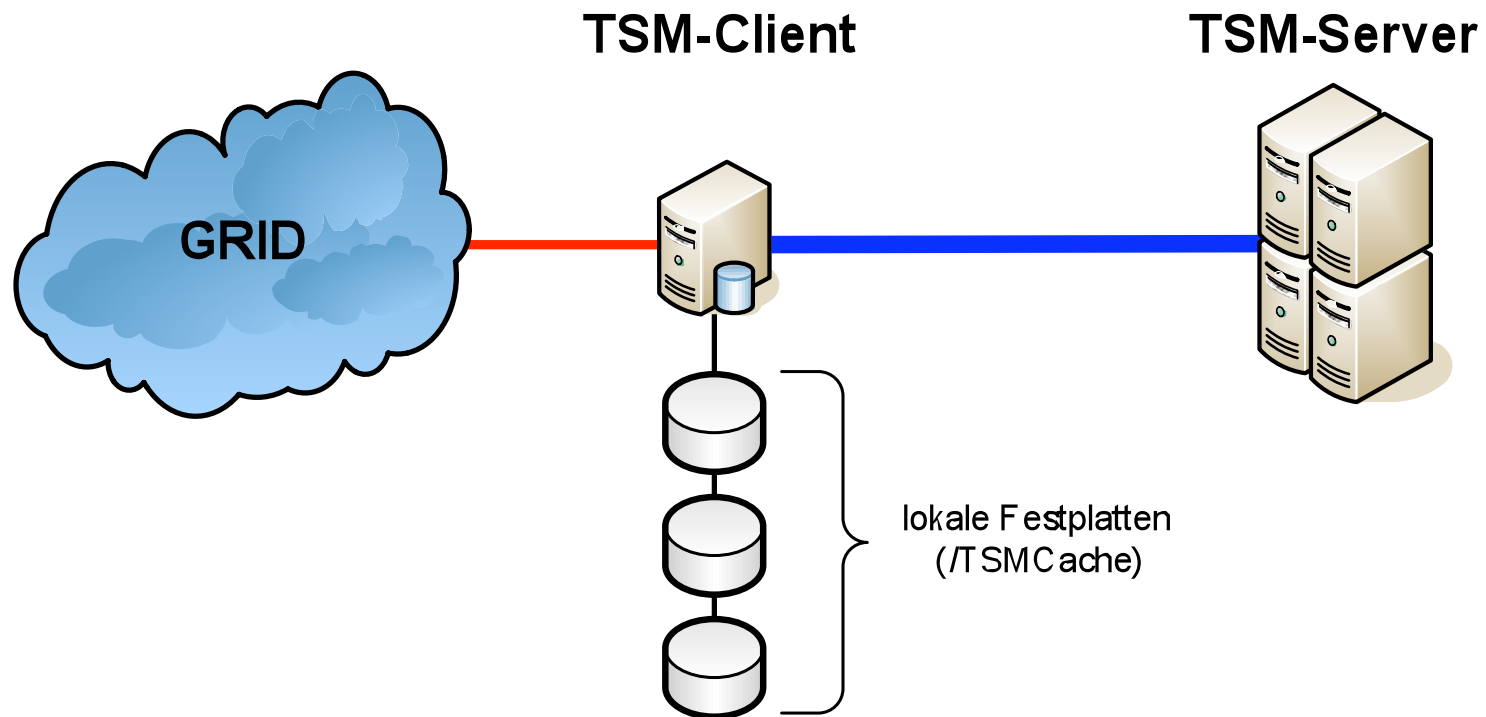 TSM-Client
TSM-Server
GRID
lokale Festplatten
(/TSMCache)